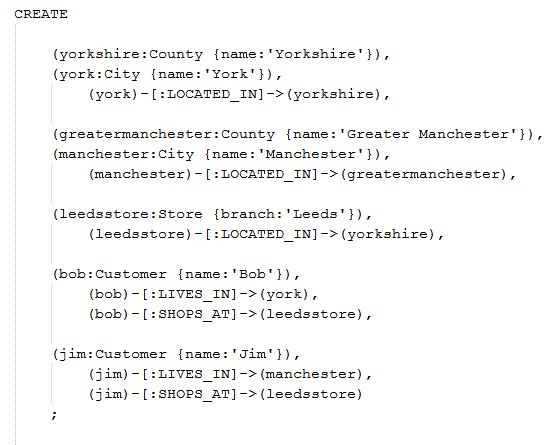 CREATE
(yorkshire:County {name:'Yorkshire'}),
(york:City {name:'York'}),
(york)-[:LOCATED_IN]->(yorkshire),
(greatermanchester:County {name:'Greater Manchester'}),
(manchester:City {name:'Manchester'}),
(manchester)-[:LOCATED_IN]->(greatermanchester),
(leedsstore:Store {branch:'Leeds'}),
(leedsstore)-[:LOCATED_IN]->(yorkshire),
(bob:Customer {name:'Bob'}),
(bob)-[:LIVES_IN]->(york),
(bob)-[:SHOPS_AT]->(leedsstore),
(jim:Customer {name:'Jim'}),
(jim)-[:LIVES_IN]->(manchester),
(jim)-[:SHOPS_AT]->(leedsstore)
;